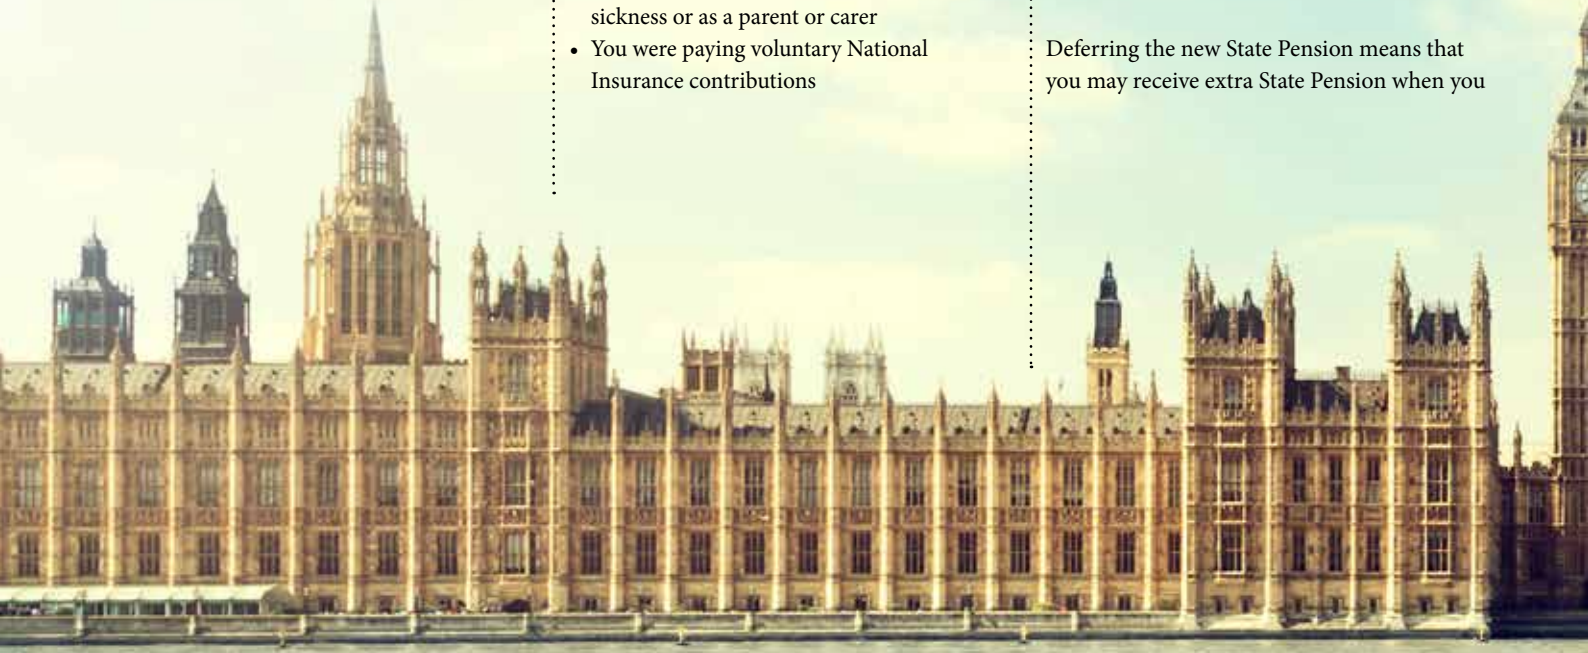 sickness or as a parent or carer
• You were paying voluntary National
Insurance contributions
Deferring the new State Pension means that
you may receive extra State Pension when you